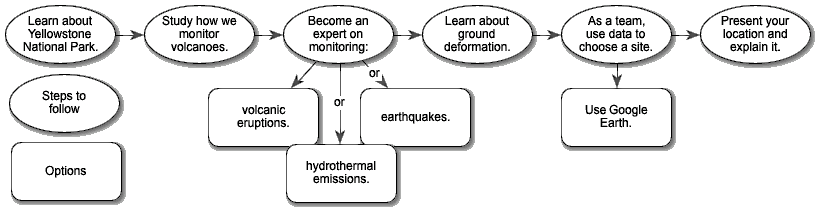 Learn about
Yellowstone
National Park.
Study how we
monitor
volcanoes.
Become an
expert on
monitoring:
Learn about
ground
deformation.
As a team,
use data to
choose a site.
Present your
location and
explain it.
or
or
volcanic
eruptions.
earthquakes.
hydrothermal
emissions.
Use Google
Earth.
Steps to
follow
Options